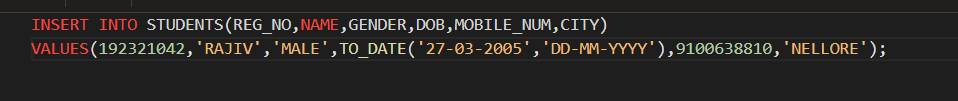 INSERT INTO STUDENTS(REG_NO,NAME,GENDER,DOB,MOBILE_NUM,CITY)
VALUES(192321042,'RAJIV','MALE',TO_DATE('27-03-2005','DD-MM-YYYY'),9100638810,'NELLORE');